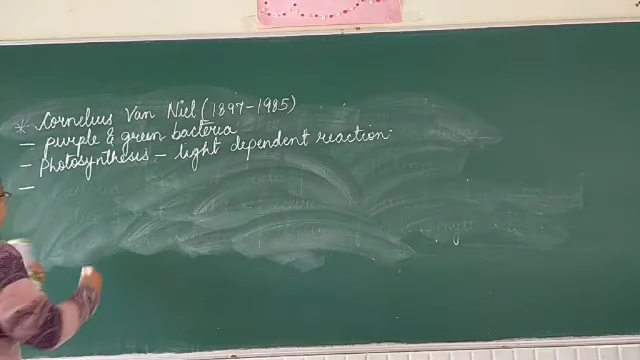 * Cornelius Van Niel (1897-1985)
- purple & green bacteria
- Photosynthesis - light dependent reaction.
-